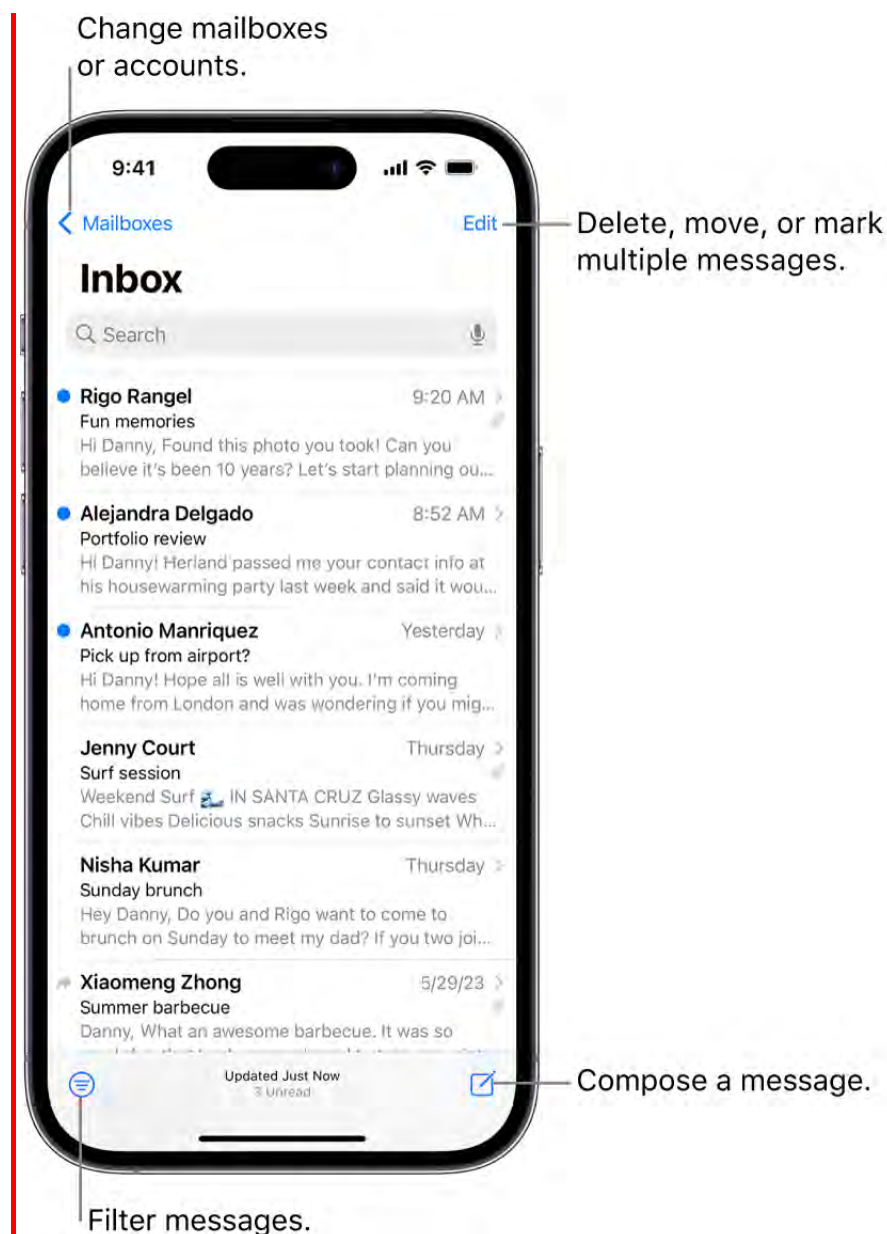 Change mailboxes
or accounts.
9:41
Mailboxes
Edit
Delete, move, or mark
multiple messages.
Inbox
Search
Rigo Rangel
9:20 AM
Fun memories
Hi Danny, Found this photo you took! Can you
believe it's been 10 years? Let's start planning ou...
Alejandra Delgado
8:52 AM
Portfolio review
Hi Danny! Herland passed me your contact info at
his housewarming party last week and said it wou...
Antonio Manriquez
Yesterday
Pick up from airport?
Hi Danny! Hope all is well with you. I'm coming
home from London and was wondering if you mig...
Jenny Court
Thursday
Surf session
Weekend Surf 🏄 IN SANTA CRUZ Glassy waves
Chill vibes Delicious snacks Sunrise to sunset Wh...
Nisha Kumar
Thursday
Sunday brunch
Hey Danny, Do you and Rigo want to come to
brunch on Sunday to meet my dad? If you two joi...
Xiaomeng Zhong
5/29/23
Summer barbecue
Danny, What an awesome barbecue. It was so
Updated Just Now
3 Unread
Compose a message.
Filter messages.